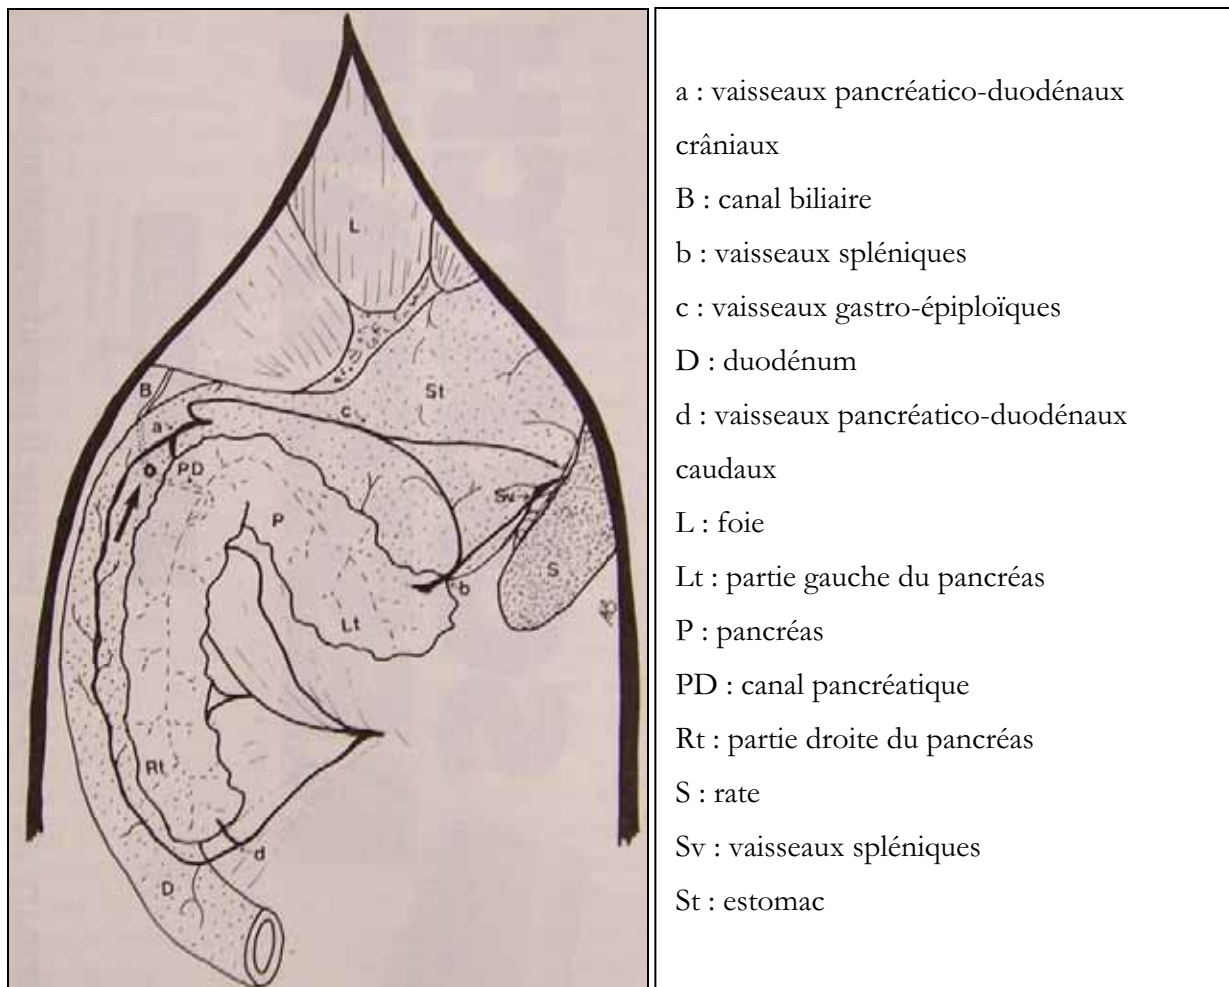 L
B
St
c
a
PD
Sv
P
S
b
Lt
Rt
d
D
a : vaisseaux pancréatico-duodénaux
crâniaux
B : canal biliaire
b : vaisseaux spléniques
c : vaisseaux gastro-épiploïques
D : duodénum
d : vaisseaux pancréatico-duodénaux
caudaux
L : foie
Lt : partie gauche du pancréas
P : pancréas
PD : canal pancréatique
Rt : partie droite du pancréas
S : rate
Sv : vaisseaux spléniques
St : estomac